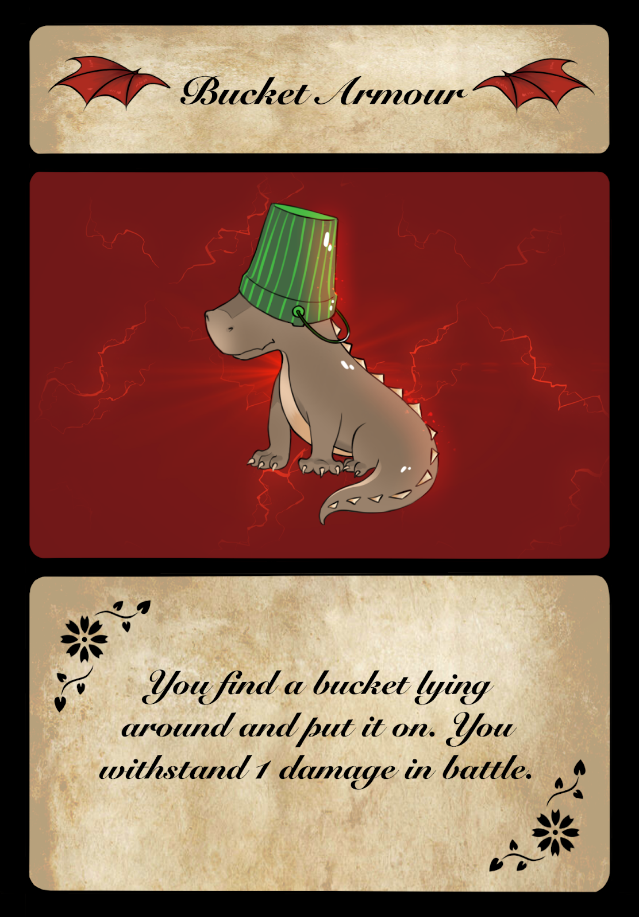 Bucket Armour
You find a bucket lying
around and put it on. You
withstand 1 damage in battle.